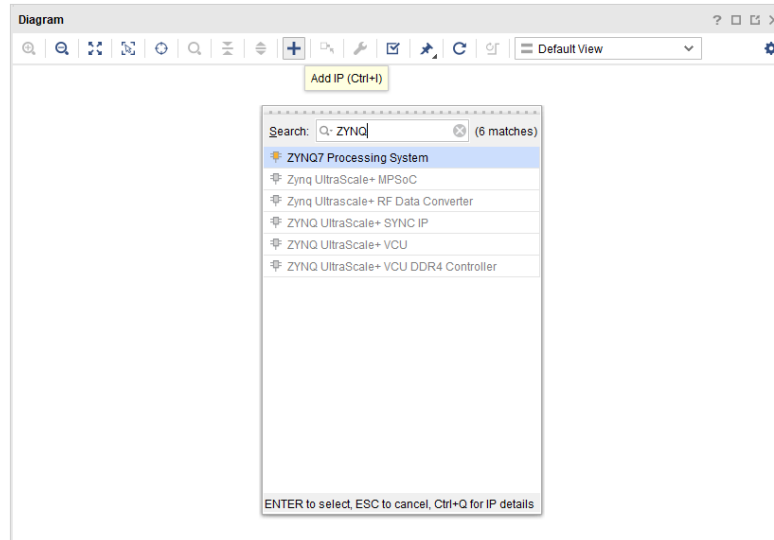 Diagram
Default View
Add IP (Ctrl+I)
Search: ZYNQ (6 matches)
ZYNQ7 Processing System
Zynq UltraScale+ MPSoC
Zynq Ultrascale+ RF Data Converter
ZYNQ UltraScale+ SYNC IP
ZYNQ UltraScale+ VCU
ZYNQ UltraScale+ VCU DDR4 Controller
ENTER to select, ESC to cancel, Ctrl+Q for IP details